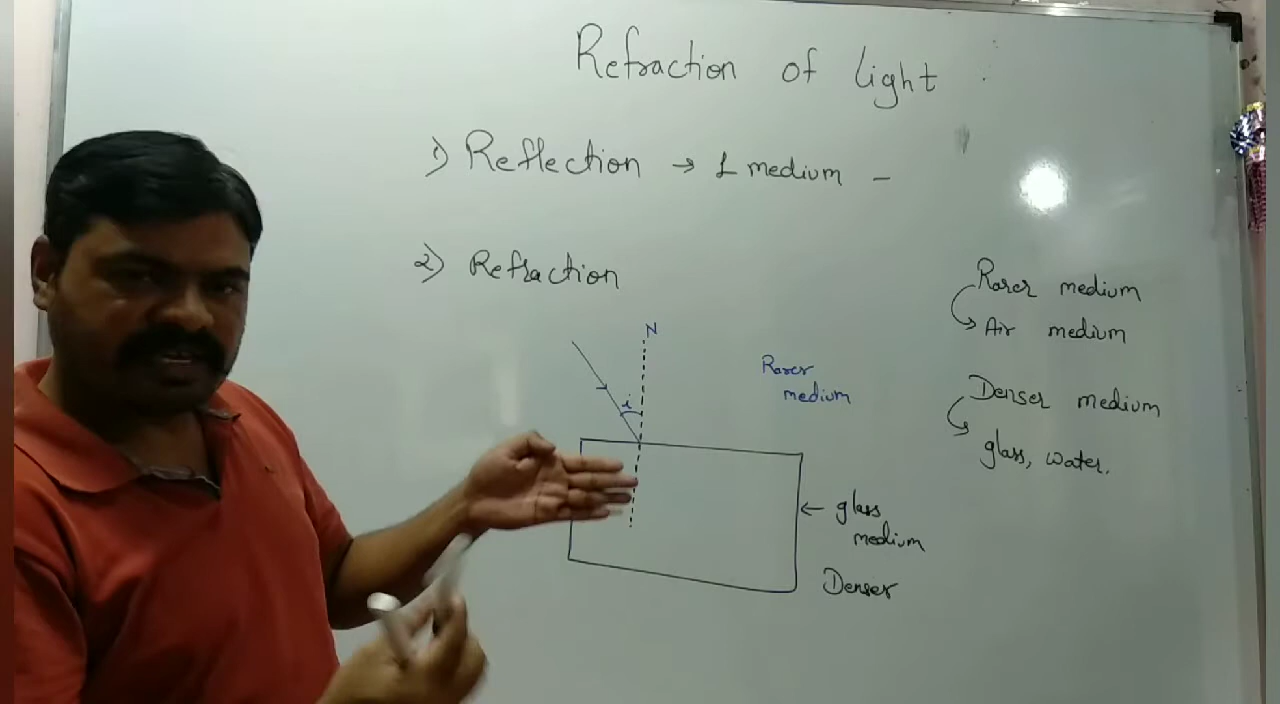 Refraction of light
1) Reflection → 1 medium –
2) Refraction
N
i
Rarer
medium
Rarer medium
Air medium
Denser medium
glass, water.
← glass
medium
Denser